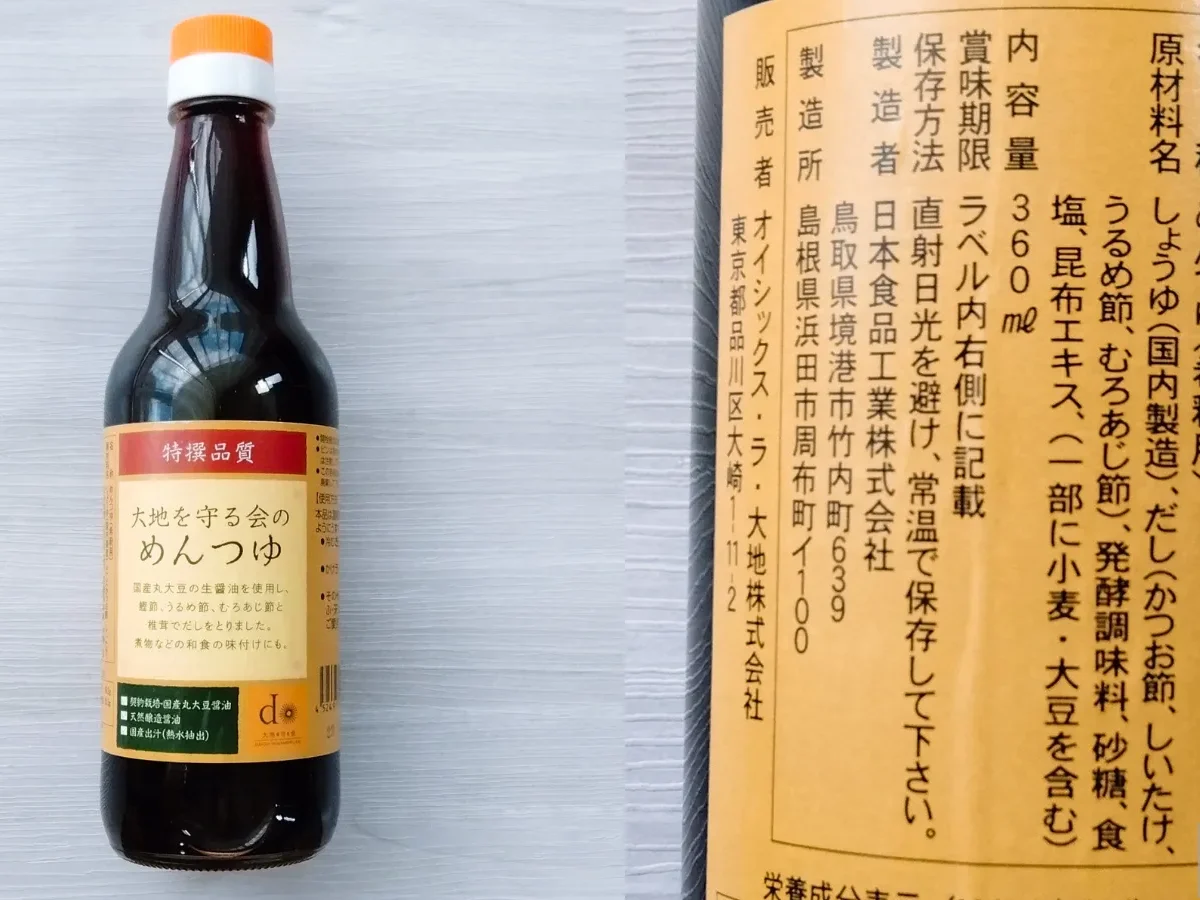 特撰品質
大地を守る会の
めんつゆ
国産丸大豆の生醤油を使用し、
鰹節、うるめ節、むろあじ節と
椎茸でだしをとりました。
煮物などの和食の味付けにも。
契約栽培・国産丸大豆醤油
天然醸造醤油
国産出汁(熱水抽出)
原材料名 しょうゆ(国内製造)、だし(かつお節、しいたけ、
うるめ節、むろあじ節)、発酵調味料、砂糖、食
塩、昆布エキス、(一部に小麦・大豆を含む)
内容量 360㎖
賞味期限 ラベル内右側に記載
保存方法 直射日光を避け、常温で保存して下さい。
製造者 日本食品工業株式会社
鳥取県境港市竹内町639
製造所 島根県浜田市周布町イ100
販売者 オイシックス・ラ・大地株式会社
東京都品川区大崎1-11-2